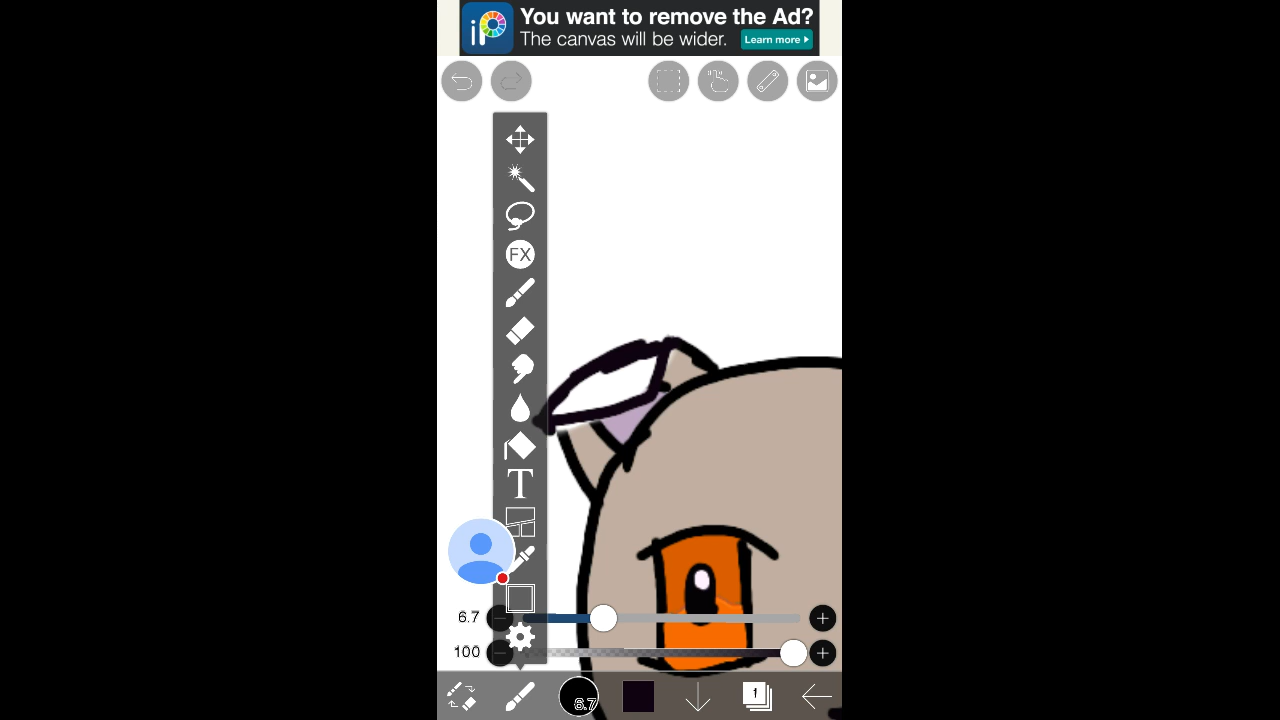 iP You want to remove the Ad?
The canvas will be wider. Learn more
FX
T
6.7
100
6.7
1